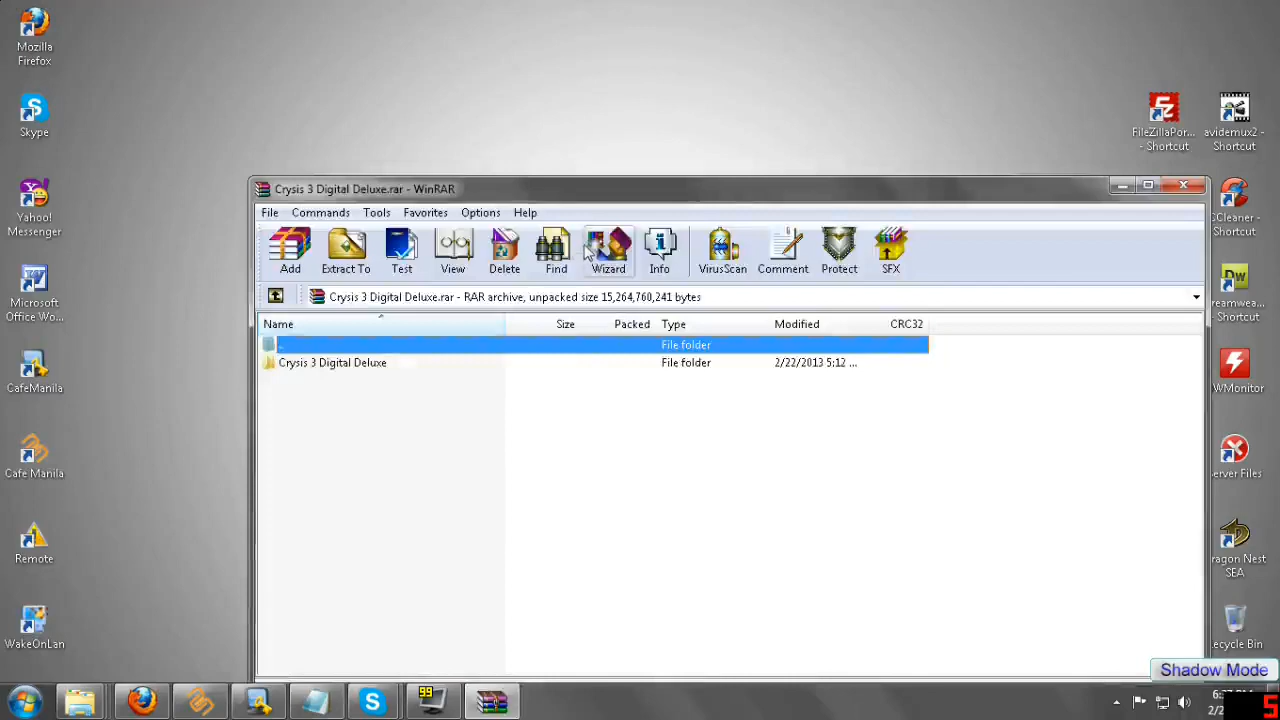 Mozilla
Firefox
Skype
Yahoo!
Messenger
Microsoft
Office Wo...
CafeManila
Cafe Manila
Remote
WakeOnLan
FileZillaPor...
- Shortcut
avidemux2 -
Shortcut
CCleaner -
Shortcut
Dw
reamwea...
Shortcut
WMonitor
erver Files
ragon Nest
SEA
ecycle Bin
Crysis 3 Digital Deluxe.rar - WinRAR
File Commands Tools Favorites Options Help
Add Extract To Test View Delete Find Wizard Info VirusScan Comment Protect SFX
Crysis 3 Digital Deluxe.rar - RAR archive, unpacked size 15,264,760,241 bytes
Name Size Packed Type Modified CRC32
.. File folder
Crysis 3 Digital Deluxe File folder 2/22/2013 5:12 ...
Shadow Mode
99
5